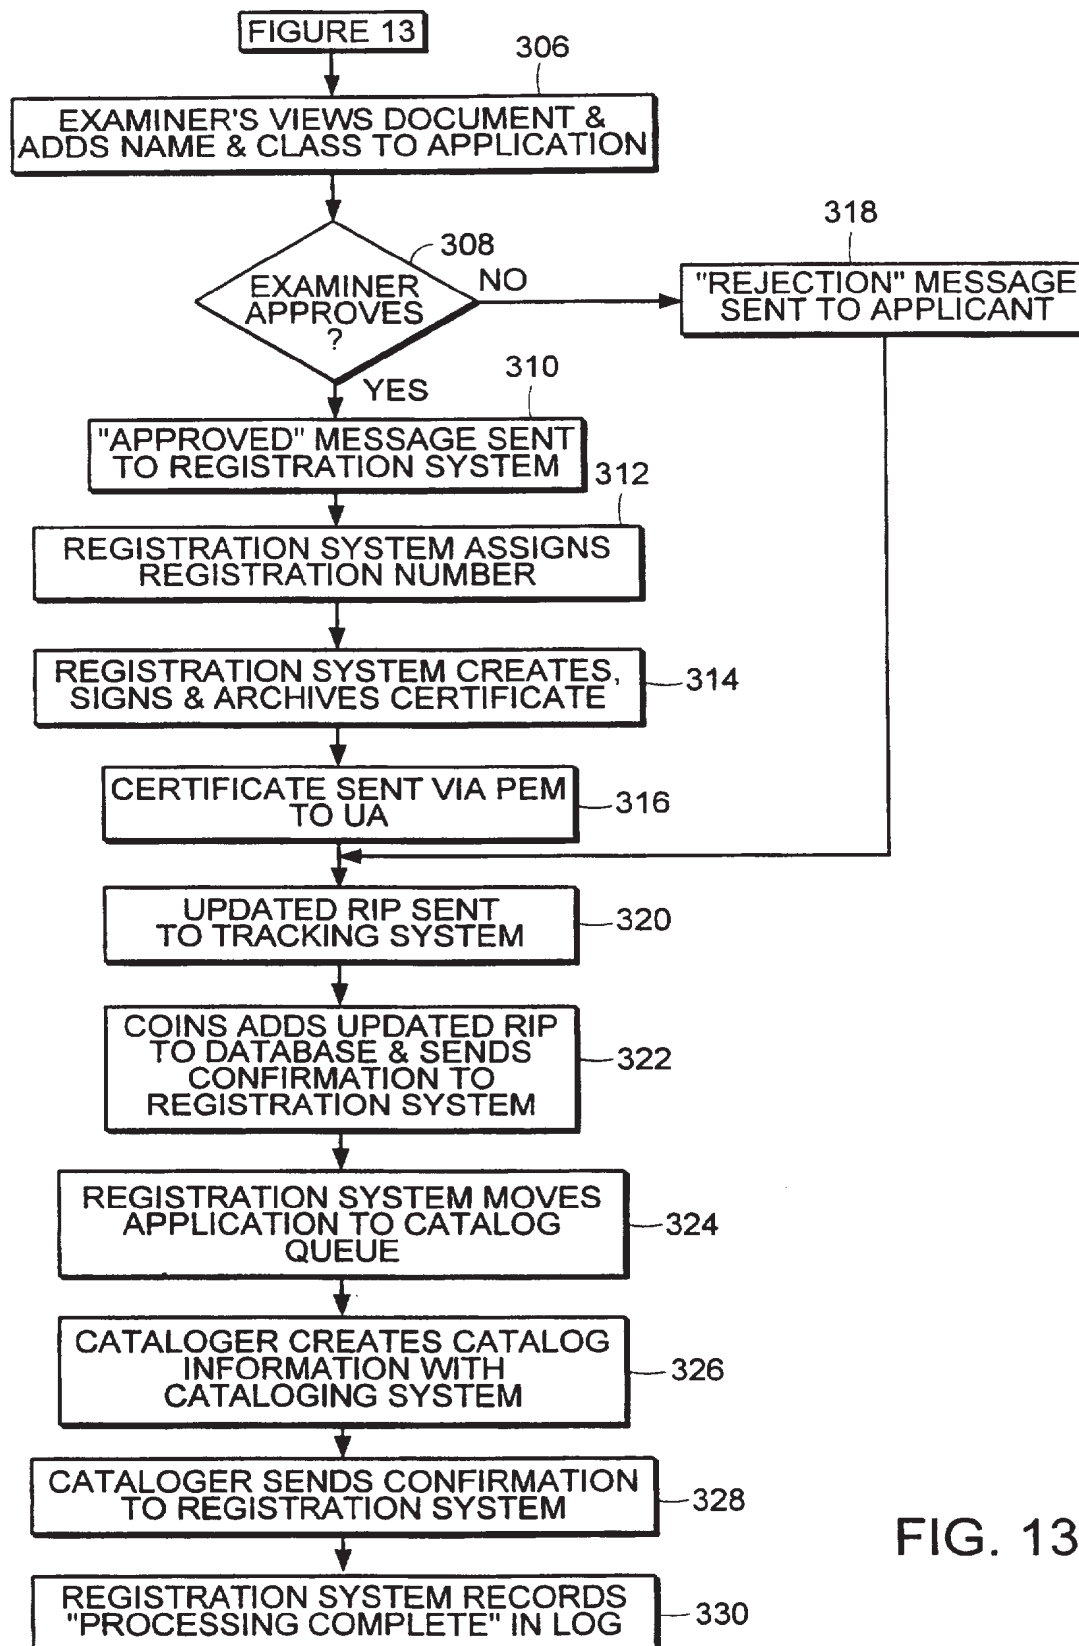 FIGURE 13
306
EXAMINER'S VIEWS DOCUMENT &
ADDS NAME & CLASS TO APPLICATION
308
EXAMINER
APPROVES
?
NO
318
"REJECTION" MESSAGE
SENT TO APPLICANT
YES
310
"APPROVED" MESSAGE SENT
TO REGISTRATION SYSTEM
312
REGISTRATION SYSTEM ASSIGNS
REGISTRATION NUMBER
REGISTRATION SYSTEM CREATES,
SIGNS & ARCHIVES CERTIFICATE
314
CERTIFICATE SENT VIA PEM
TO UA
316
UPDATED RIP SENT
TO TRACKING SYSTEM
320
COINS ADDS UPDATED RIP
TO DATABASE & SENDS
CONFIRMATION TO
REGISTRATION SYSTEM
322
REGISTRATION SYSTEM MOVES
APPLICATION TO CATALOG
QUEUE
324
CATALOGER CREATES CATALOG
INFORMATION WITH
CATALOGING SYSTEM
326
CATALOGER SENDS CONFIRMATION
TO REGISTRATION SYSTEM
328
REGISTRATION SYSTEM RECORDS
"PROCESSING COMPLETE" IN LOG
330
FIG. 13